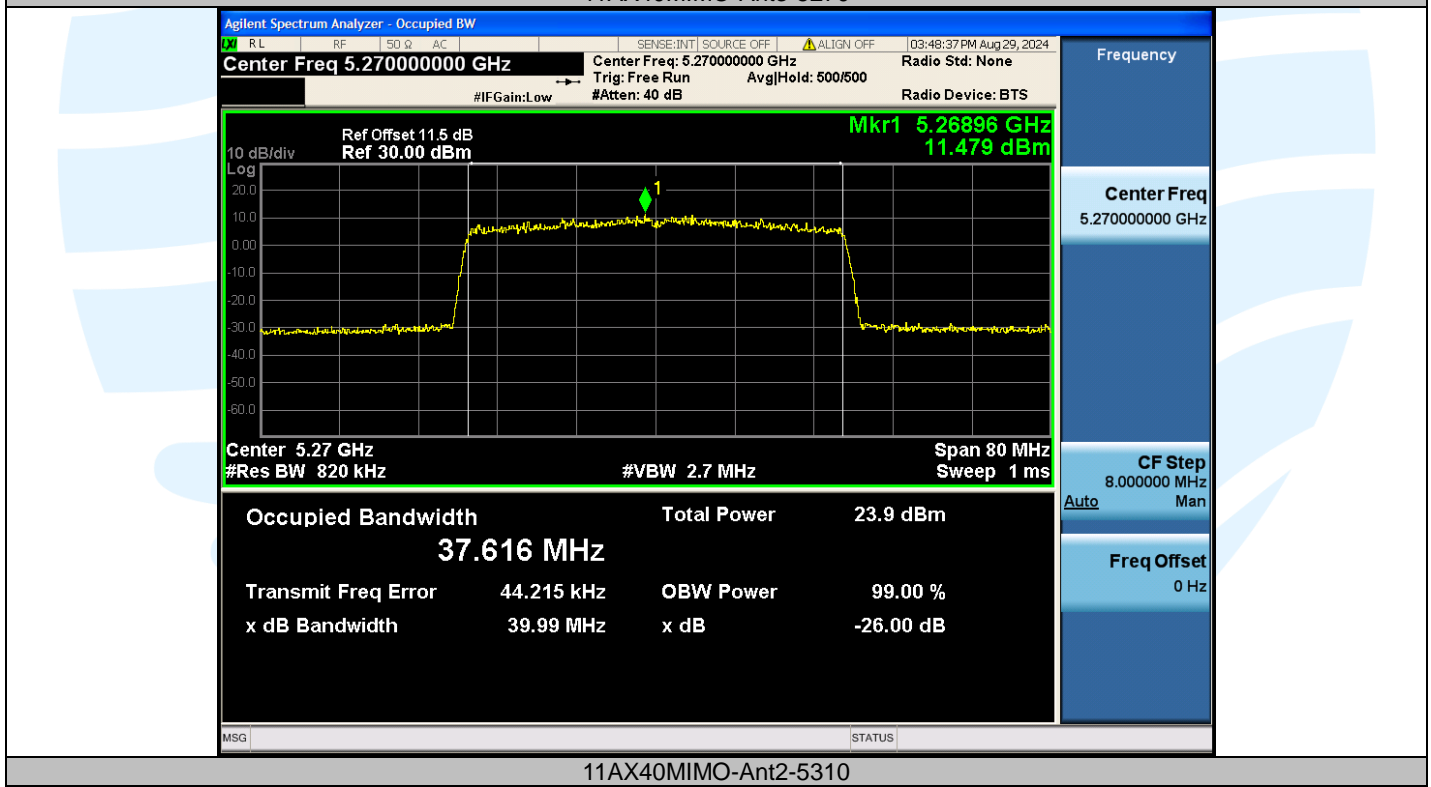 Agilent Spectrum Analyzer - Occupied BW
LXI RL RF 50 Ω AC SENSE:INT SOURCE OFF ALIGN OFF 03:48:37 PM Aug 29, 2024
Center Freq 5.270000000 GHz
Center Freq: 5.270000000 GHz
Radio Std: None
Trig: Free Run Avg|Hold: 500/500
#IFGain:Low
#Atten: 40 dB
Radio Device: BTS
Ref Offset 11.5 dB
10 dB/div Ref 30.00 dBm
Mkr1 5.26896 GHz
11.479 dBm
Log
20.0
10.0
0.00
-10.0
-20.0
-30.0
-40.0
-50.0
-60.0
1
Center 5.27 GHz Span 80 MHz
#Res BW 820 kHz #VBW 2.7 MHz Sweep 1 ms
Occupied Bandwidth Total Power 23.9 dBm
37.616 MHz
Transmit Freq Error 44.215 kHz OBW Power 99.00 %
x dB Bandwidth 39.99 MHz x dB -26.00 dB
MSG STATUS
Frequency
Center Freq
5.270000000 GHz
CF Step
8.000000 MHz
Auto Man
Freq Offset
0 Hz
11AX40MIMO-Ant2-5310